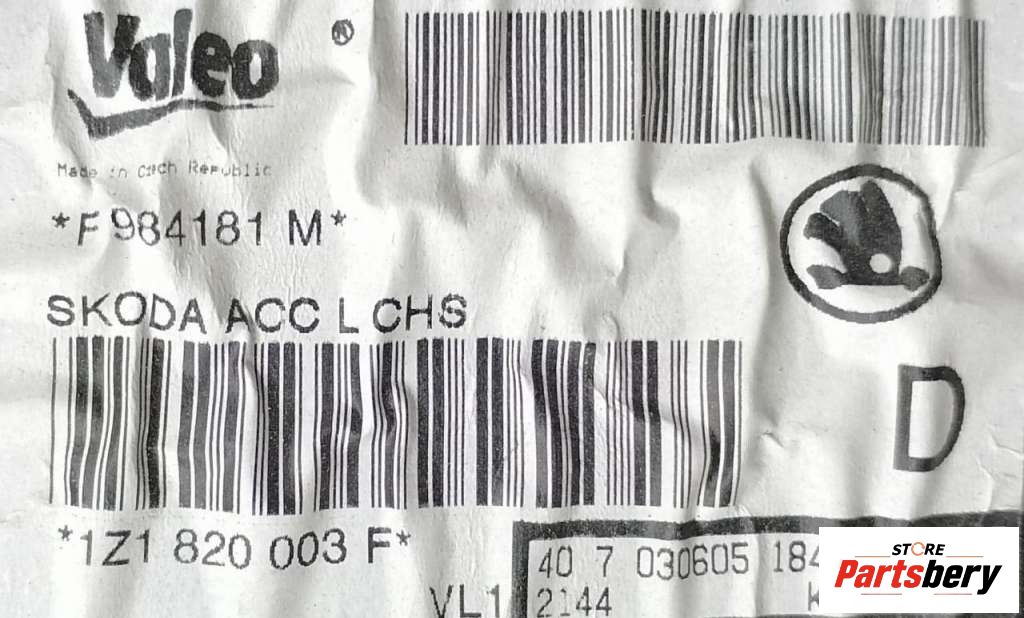 Valeo ®
Made in Czech Republic
*F 984181 M*
SKODA ACC L CHS
D
*1Z1 820 003 F*
40 7 030605 184
VL1 2144
STORE
Partsbery